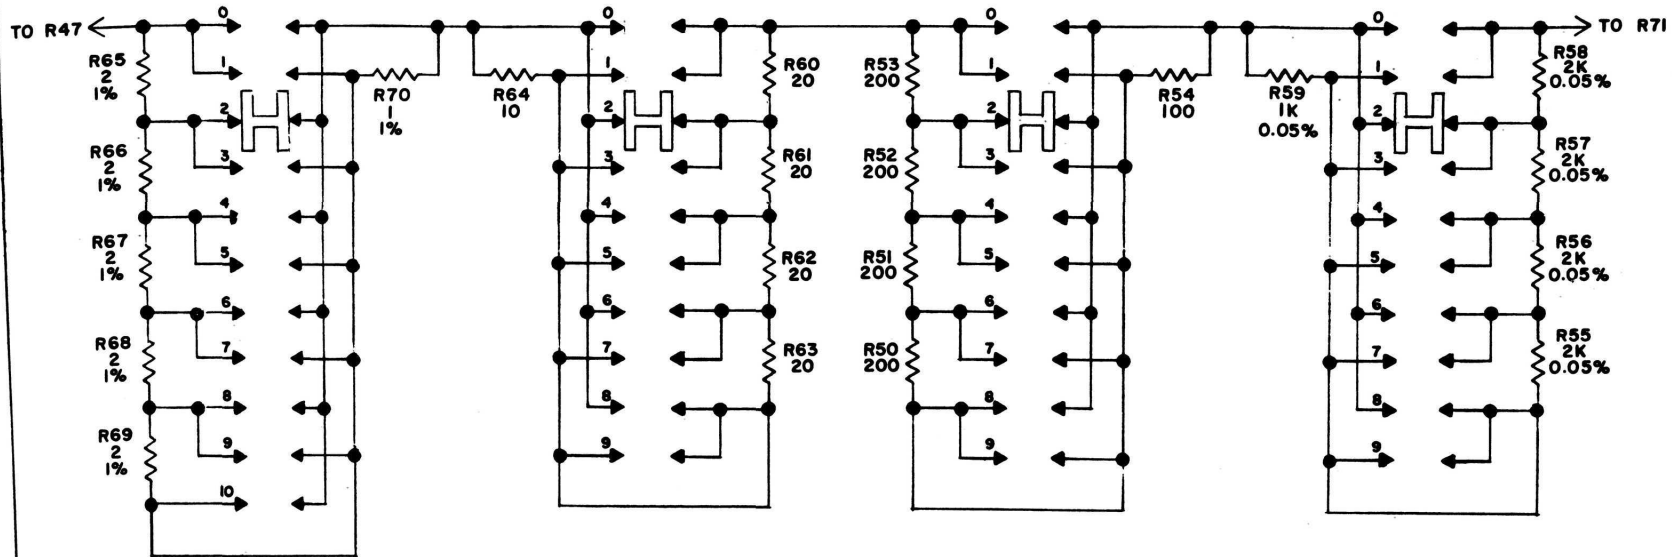 TO R47
0
1
2
3
4
5
6
7
8
9
10
R65
2
1%
R66
2
1%
R67
2
1%
R68
2
1%
R69
2
1%
R70
1
1%
R64
10
0
1
2
3
4
5
6
7
8
9
R60
20
R61
20
R62
20
R63
20
R53
200
R52
200
R51
200
R50
200
0
1
2
3
4
5
6
7
8
9
R54
100
R59
1K
0.05%
0
1
2
3
4
5
6
7
8
9
TO R71
R58
2K
0.05%
R57
2K
0.05%
R56
2K
0.05%
R55
2K
0.05%